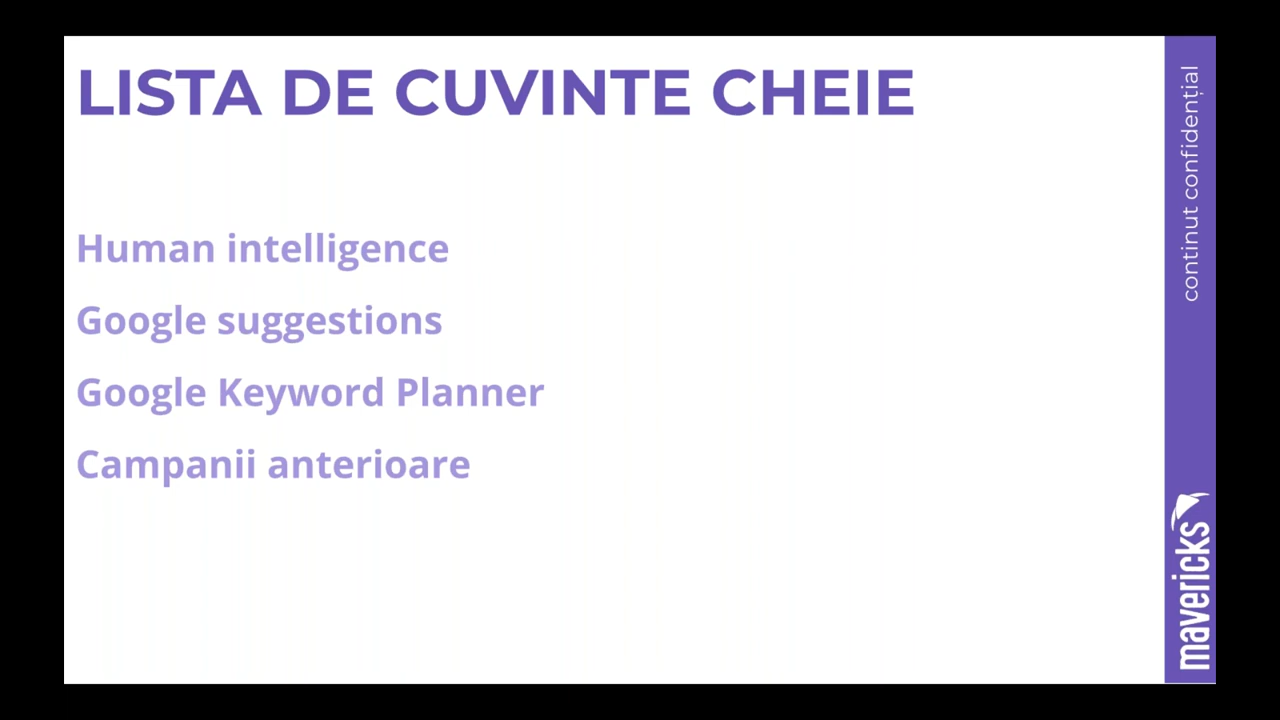 LISTA DE CUVINTE CHEIE
Human intelligence
Google suggestions
Google Keyword Planner
Campanii anterioare
continut confidențial
mavericks